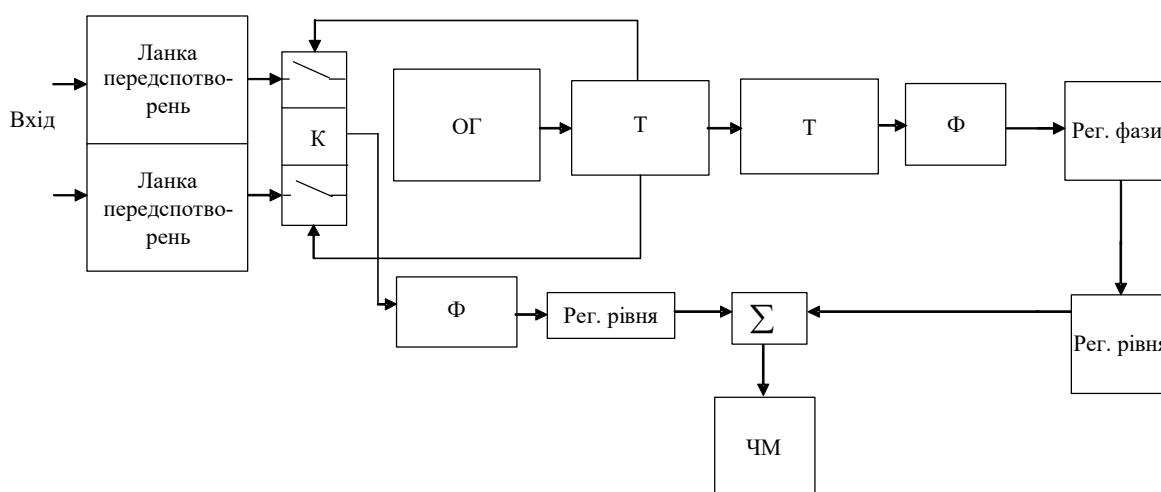 Ланка
передспотво-
рень
Вхід
К
ОГ
Т
Т
Ф
Рег. фази
Ланка
передспотво-
рень
Ф
Рег. рівня
∑
Рег. рівня
ЧМ